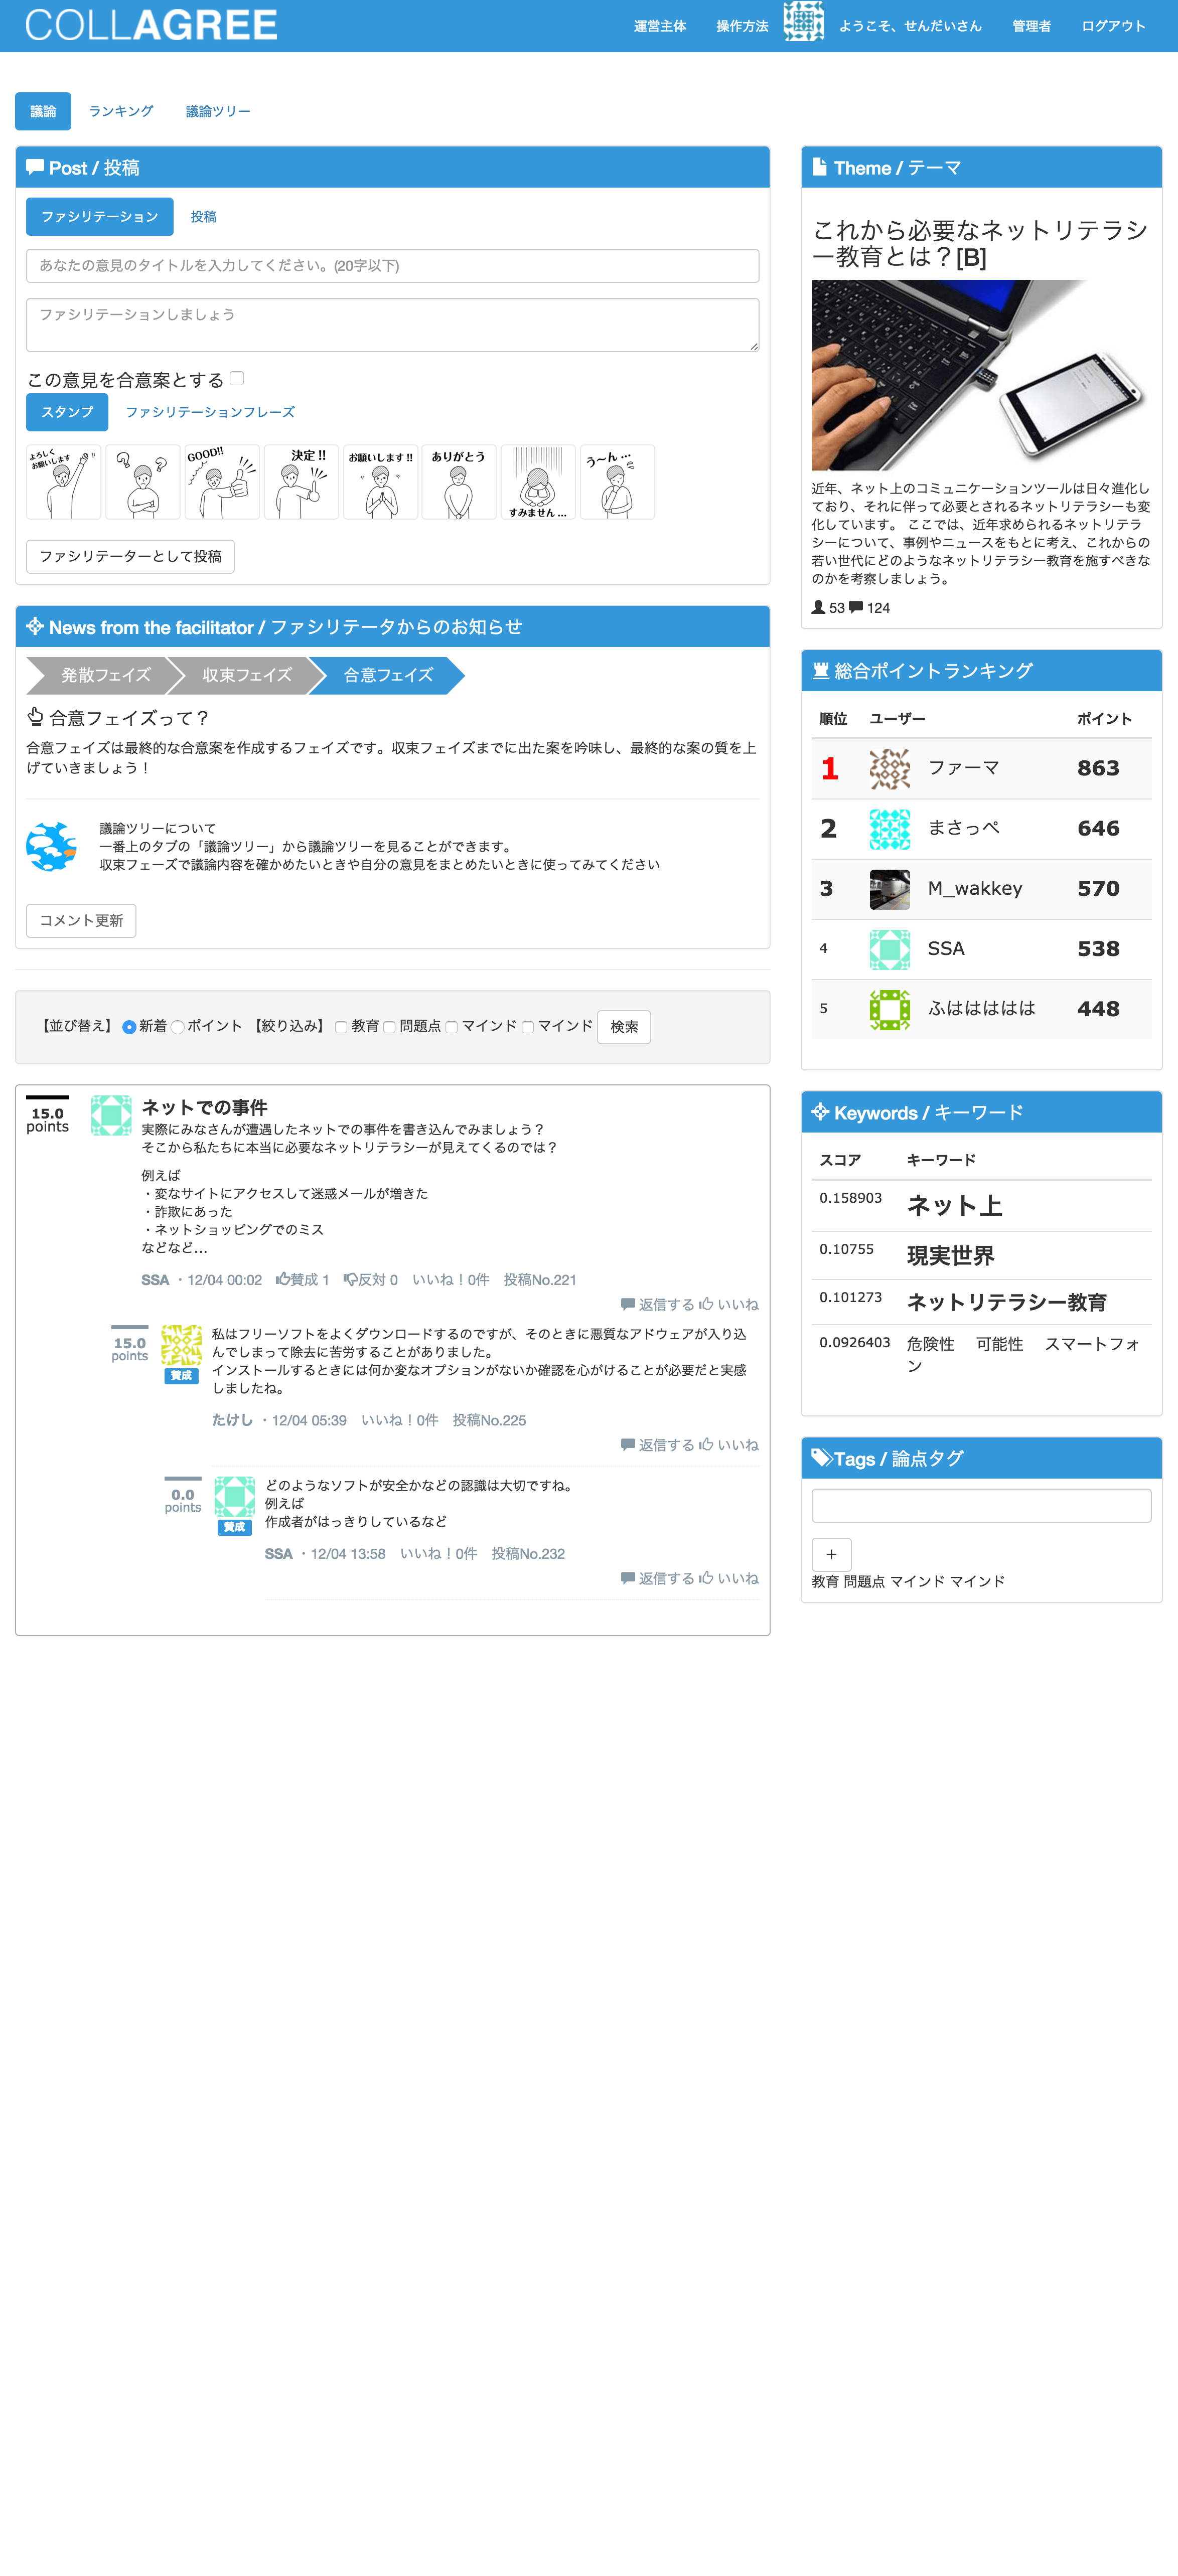 COLLAGREE
運営主体 操作方法 ようこそ、せんだいさん 管理者 ログアウト
議論 ランキング 議論ツリー
Post / 投稿
ファシリテーション 投稿
あなたの意見のタイトルを入力してください。(20字以下)
ファシリテーションしましょう
この意見を合意案とする
スタンプ ファシリテーションフレーズ
よろしくお願いします
? ?
GOOD!!
決定!!
お願いします!!
ありがとう
すみません...
う〜ん...
ファシリテーターとして投稿
News from the facilitator / ファシリテータからのお知らせ
発散フェイズ 収束フェイズ 合意フェイズ
合意フェイズって？
合意フェイズは最終的な合意案を作成するフェイズです。収束フェイズまでに出た案を吟味し、最終的な案の質を上
げていきましょう！
議論ツリーについて
一番上のタブの「議論ツリー」から議論ツリーを見ることができます。
収束フェーズで議論内容を確かめたいときや自分の意見をまとめたいときに使ってみてください
コメント更新
【並び替え】 新着 ポイント 【絞り込み】 教育 問題点 マインド マインド 検索
15.0
points
ネットでの事件
実際にみなさんが遭遇したネットでの事件を書き込んでみましょう？
そこから私たちに本当に必要なネットリテラシーが見えてくるのでは？
例えば
・変なサイトにアクセスして迷惑メールが増きた
・詐欺にあった
・ネットショッピングでのミス
などなど…
SSA ・12/04 00:02 賛成 1 反対 0 いいね！0件 投稿No.221
返信する いいね
15.0
points
賛成
私はフリーソフトをよくダウンロードするのですが、そのときに悪質なアドウェアが入り込
んでしまって除去に苦労することがありました。
インストールするときには何か変なオプションがないか確認を心がけることが必要だと実感
しましたね。
たけし ・12/04 05:39 いいね！0件 投稿No.225
返信する いいね
0.0
points
賛成
どのようなソフトが安全かなどの認識は大切ですね。
例えば
作成者がはっきりしているなど
SSA ・12/04 13:58 いいね！0件 投稿No.232
返信する いいね
Theme / テーマ
これから必要なネットリテラシ
ー教育とは？[B]
近年、ネット上のコミュニケーションツールは日々進化し
ており、それに伴って必要とされるネットリテラシーも変
化しています。 ここでは、近年求められるネットリテラ
シーについて、事例やニュースをもとに考え、これからの
若い世代にどのようなネットリテラシー教育を施すべきな
のかを考察しましょう。
53 124
総合ポイントランキング
順位 ユーザー ポイント
1 ファーマ 863
2 まさっぺ 646
3 M_wakkey 570
4 SSA 538
5 ふはははははは 448
Keywords / キーワード
スコア キーワード
0.158903 ネット上
0.10755 現実世界
0.101273 ネットリテラシー教育
0.0926403 危険性 可能性 スマートフォ
ン
Tags / 論点タグ
+
教育 問題点 マインド マインド